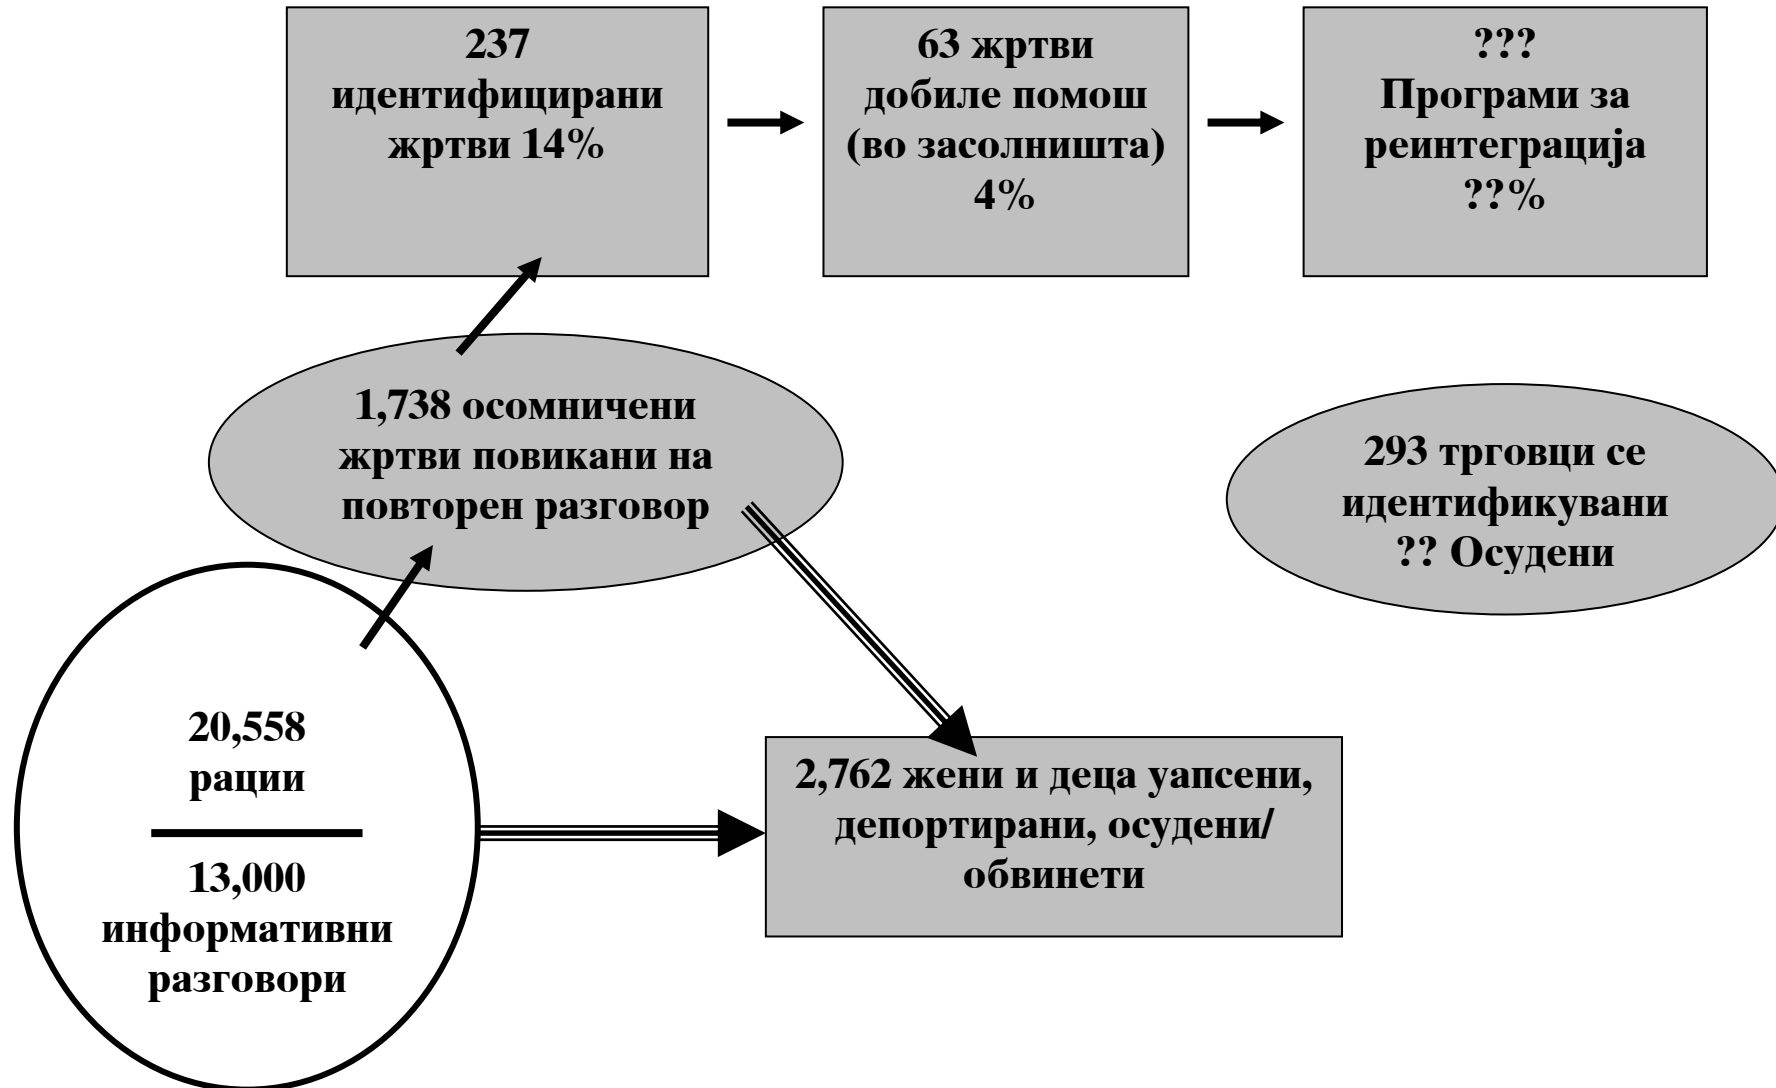 237
идентифицирани
жртви 14%
63 жртви
добиле помош
(во засолништа)
4%
???
Програми за
реинтеграција
??%
1,738 осомничени
жртви повикани на
повторен разговор
293 трговци се
идентификувани
?? Осудени
20,558
рации
13,000
информативни
разговори
2,762 жени и деца уапсени,
депортирани, осудени/
обвинети